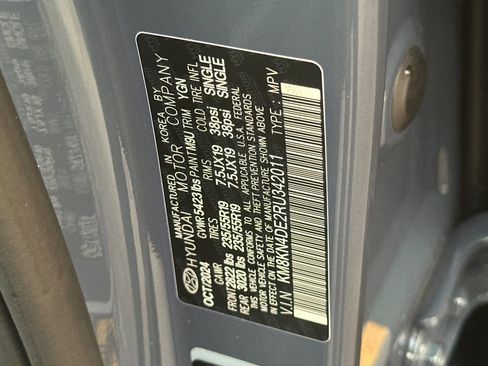 MANUFACTURED IN KOREA BY
HYUNDAI MOTOR COMPANY
OCT/2024 GVWR 5423 lbs PAINT M9U TRIM YGN
GAWR TIRES RIMS COLD TIRE INFL
FRONT 2822 lbs 235/55R19 7.5JX19 38psi SINGLE
REAR 3020 lbs 235/55R19 7.5JX19 38psi SINGLE
THIS VEHICLE CONFORMS TO ALL APPLICABLE U.S.A. FEDERAL
MOTOR VEHICLE SAFETY AND THEFT PREVENTION STANDARDS
IN EFFECT ON THE DATE OF MANUFACTURE SHOWN ABOVE
V.I.N : KM8KN4DE2RU342011 TYPE : MPV